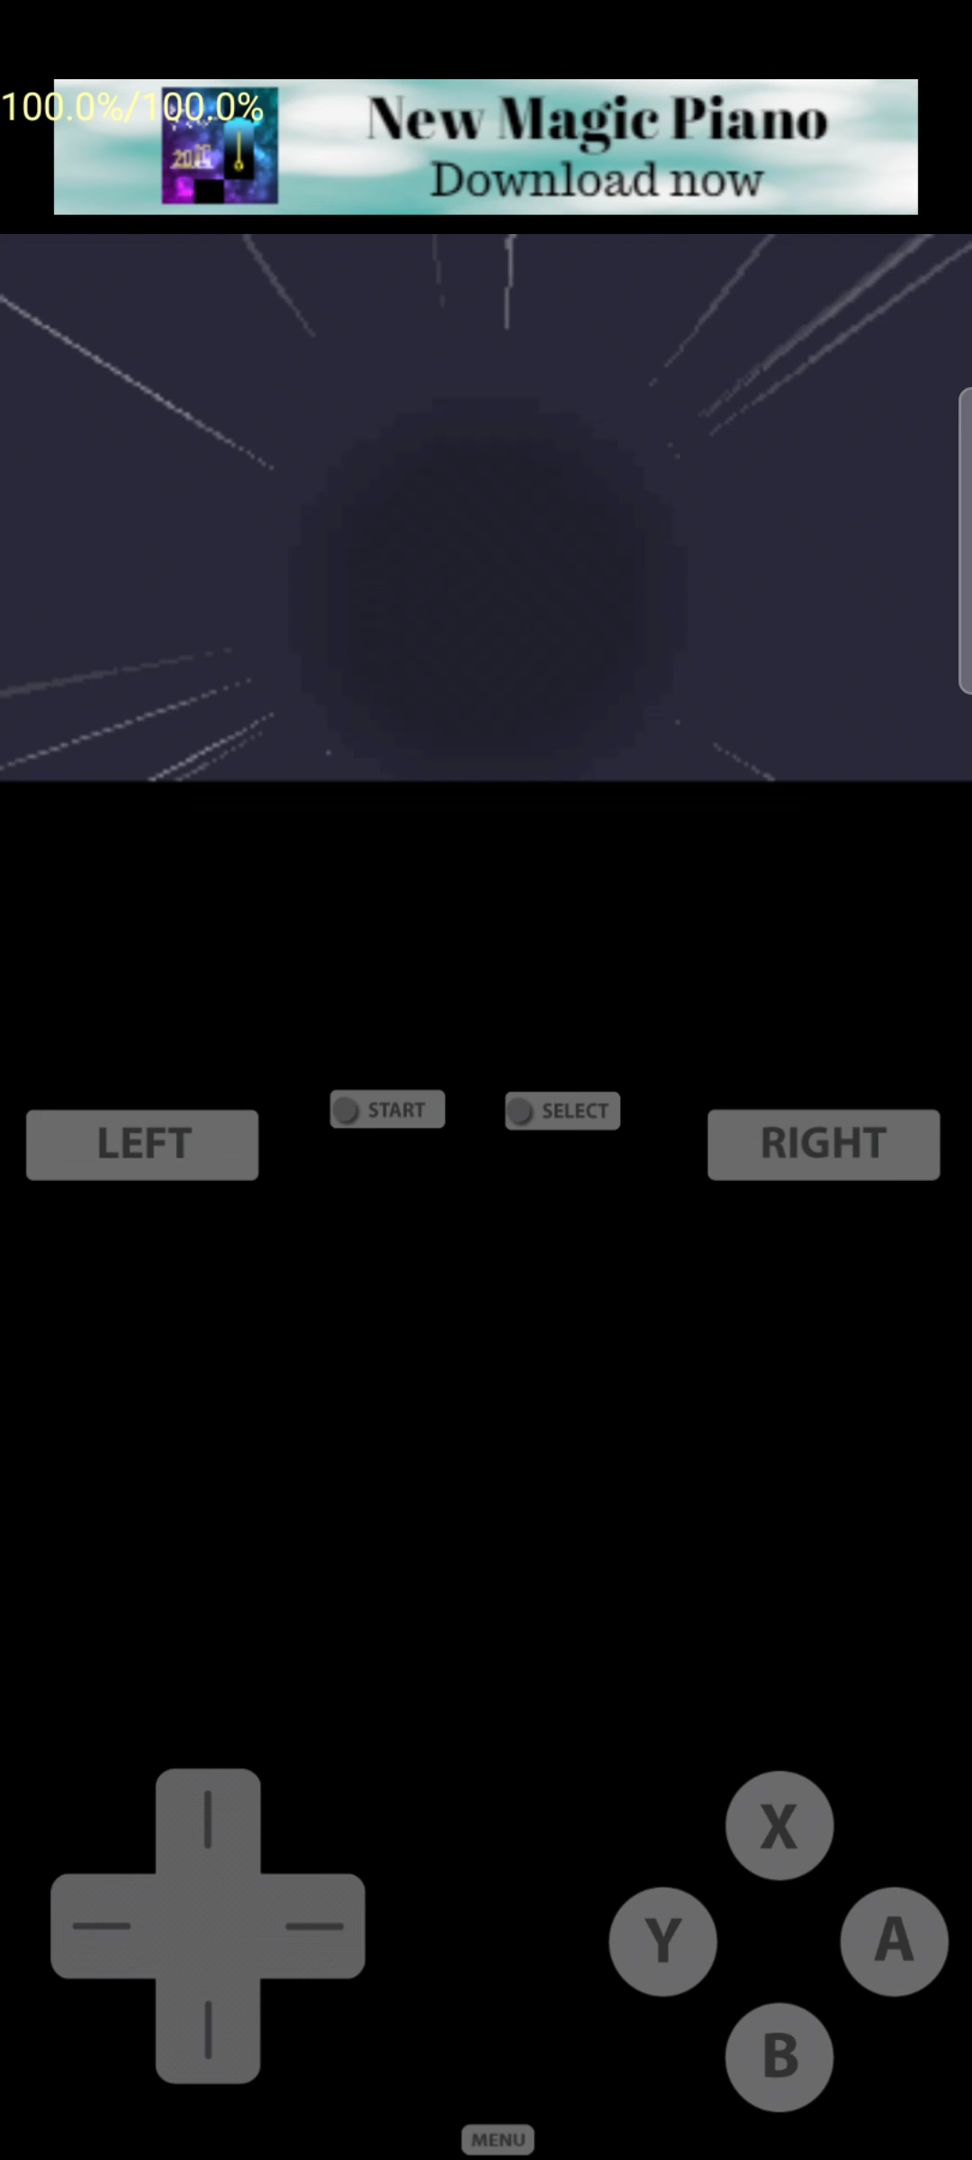 100.0%/100.0%
New Magic Piano
Download now
START
SELECT
LEFT
RIGHT
X
Y
A
B
MENU